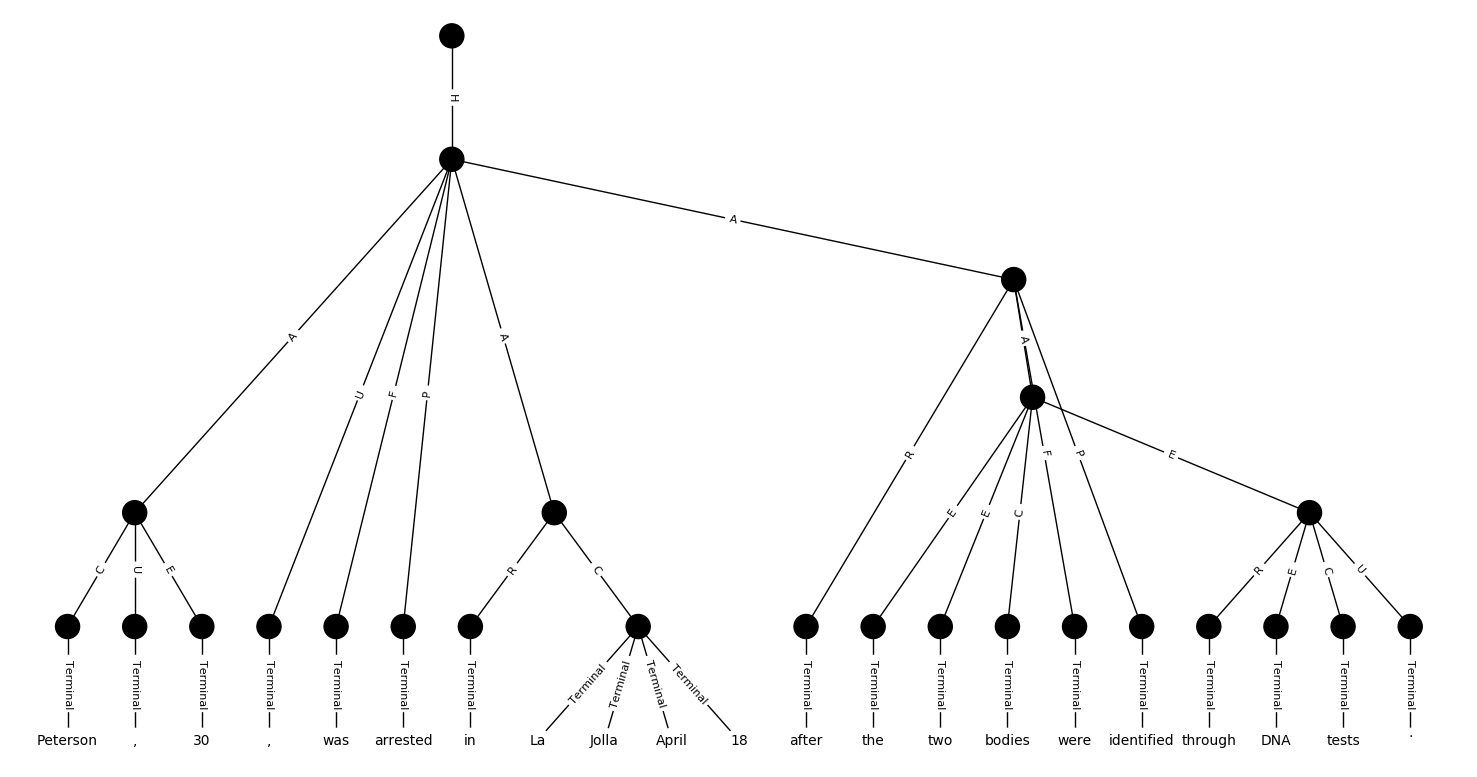 H
A
A U F P A
A
R P
E
E E C F
C U E R C R E C U
Terminal Terminal Terminal Terminal Terminal Terminal Terminal Terminal Terminal Terminal Terminal Terminal Terminal Terminal Terminal Terminal Terminal Terminal Terminal Terminal Terminal
Peterson , 30 , was arrested in La Jolla April 18 after the two bodies were identified through DNA tests .